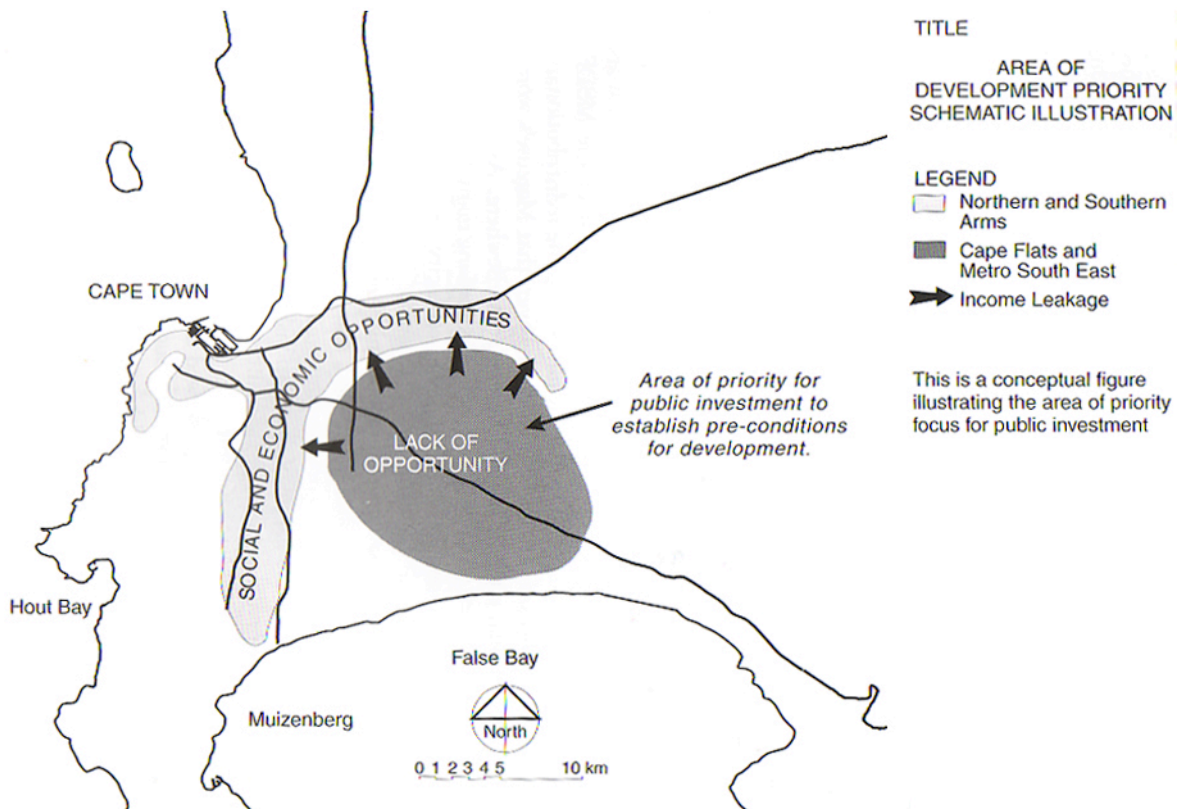 TITLE
AREA OF
DEVELOPMENT PRIORITY
SCHEMATIC ILLUSTRATION
LEGEND
Northern and Southern
Arms
Cape Flats and
Metro South East
Income Leakage
This is a conceptual figure
illustrating the area of priority
focus for public investment
CAPE TOWN
SOCIAL AND ECONOMIC OPPORTUNITIES
Area of priority for
public investment to
establish pre-conditions
for development.
LACK OF
OPPORTUNITY
Hout Bay
False Bay
Muizenberg
North
0 1 2 3 4 5 10 km